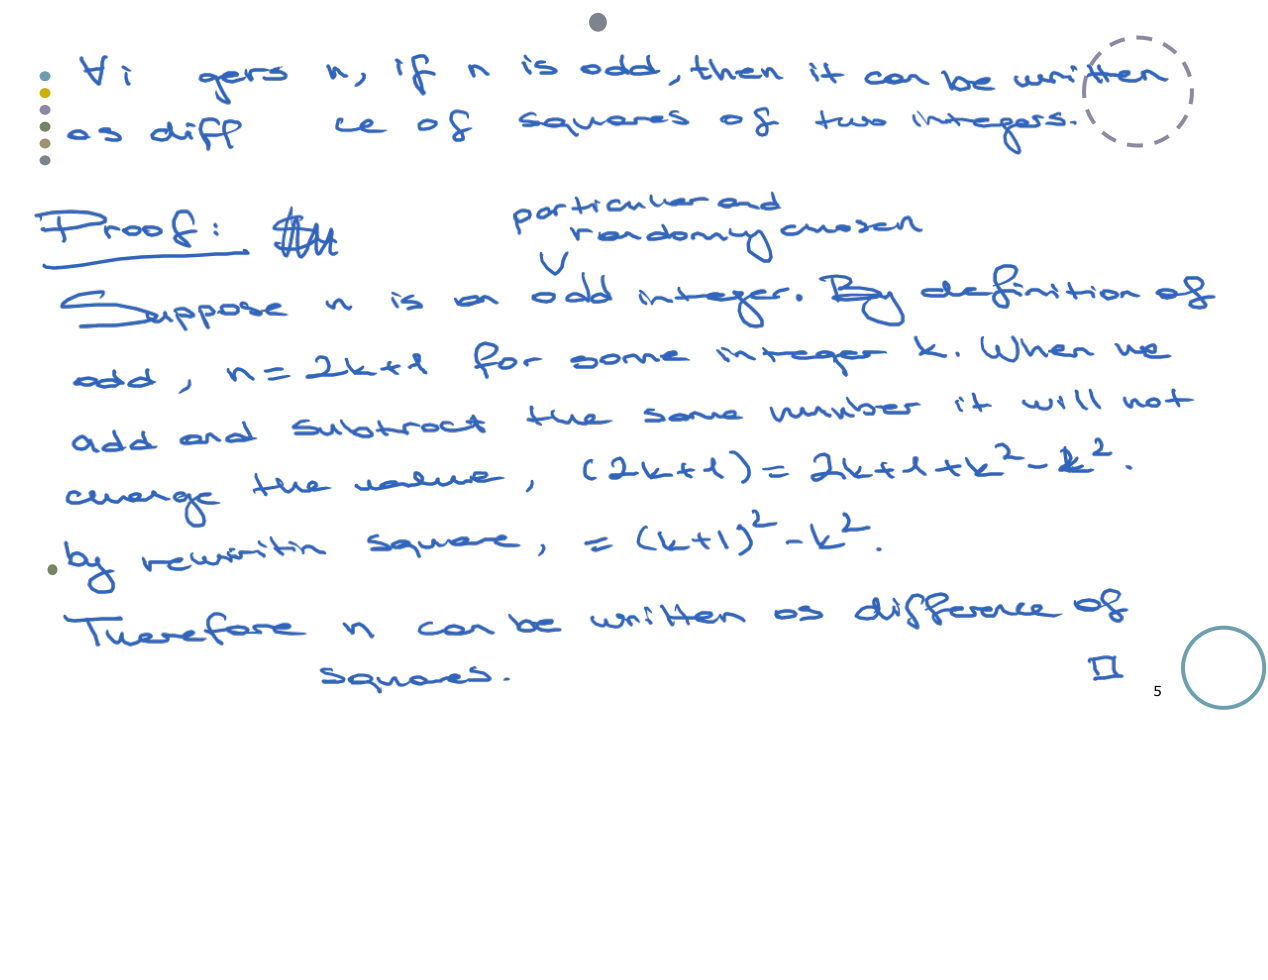 ∀i gers n, if n is odd, then it can be written
as diff ce of squares of two integers.
Proof:
particular and
randomly chosen
Suppose n is an odd integer. By definition of
odd, n = 2k+1 for some integer k. When we
add and subtract the same number it will not
change the value, (2k+1) = 2k+1+k² - k².
by rewritin square, = (k+1)² - k².
Therefore n can be written as difference of
squares. □
5